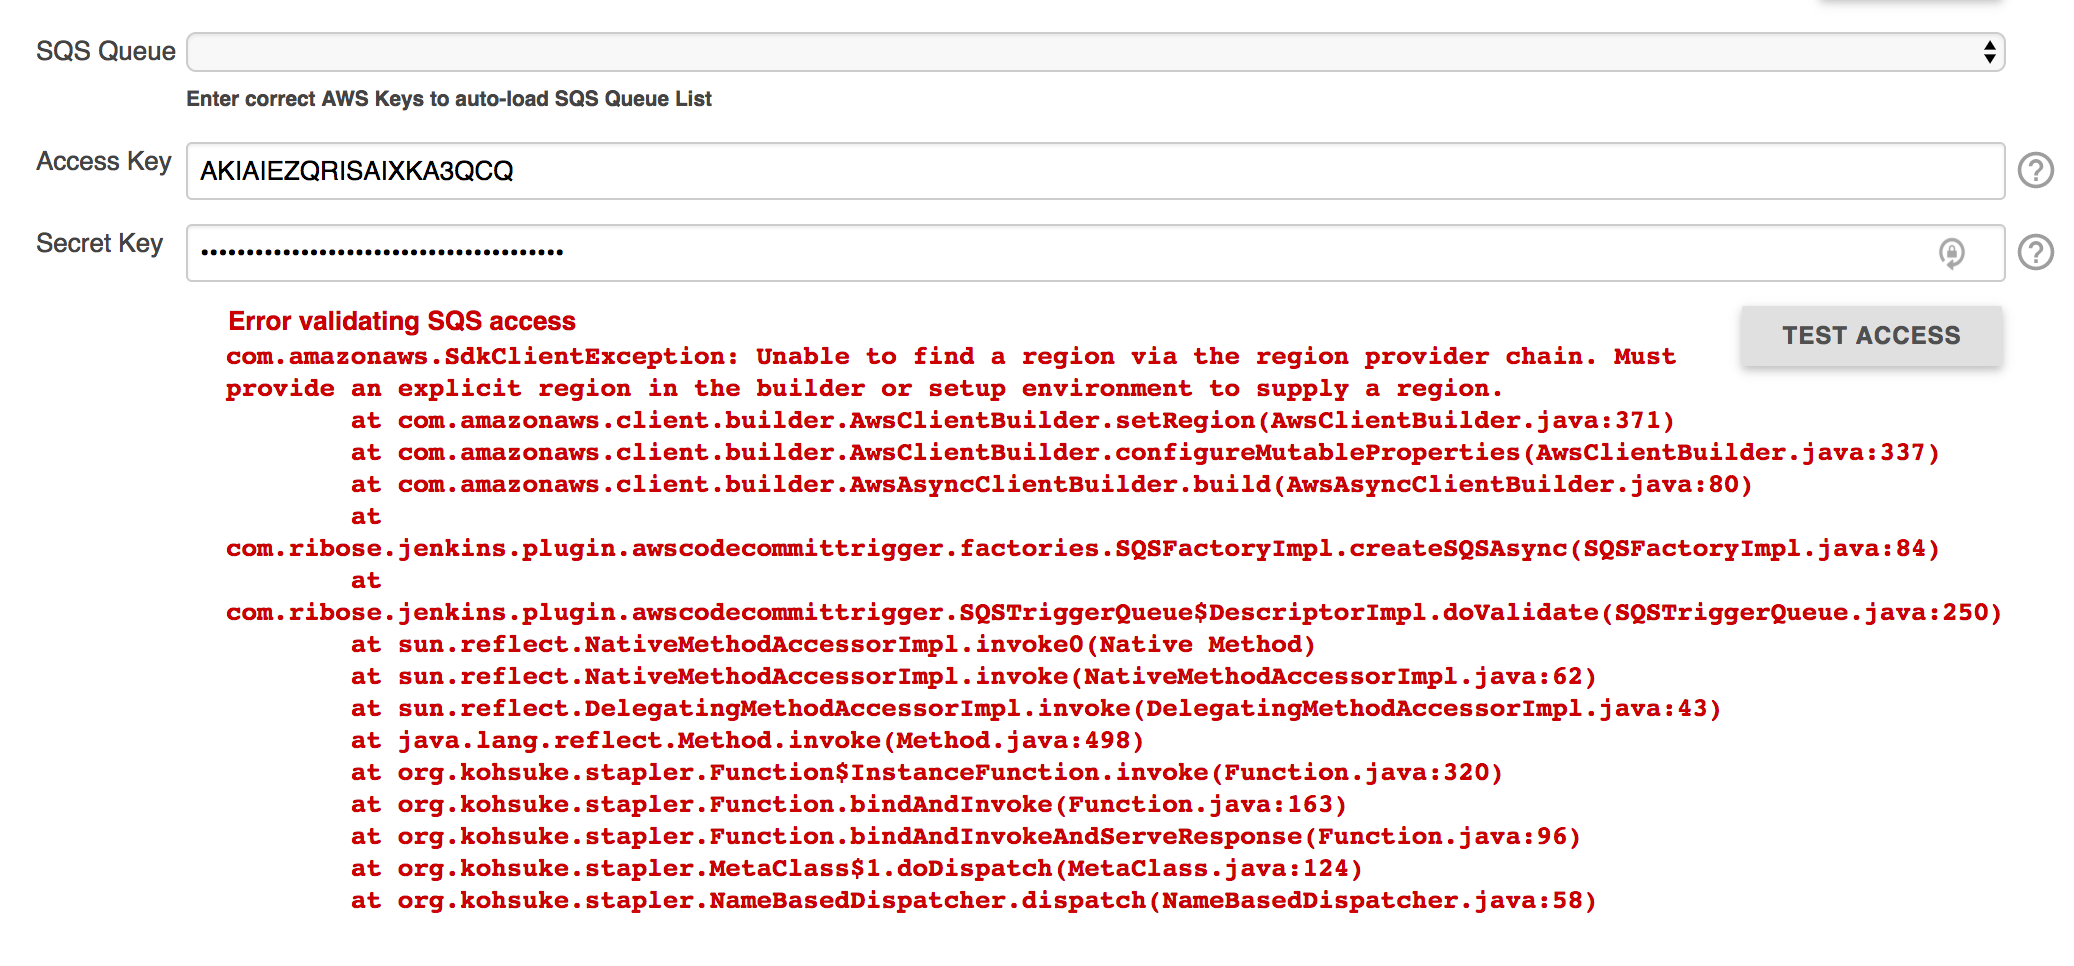 SQS Queue
Enter correct AWS Keys to auto-load SQS Queue List
Access Key
AKIAIEZQRISAIXKA3QCQ
Secret Key
••••••••••••••••••••••••••••••••••••••••
Error validating SQS access
TEST ACCESS
com.amazonaws.SdkClientException: Unable to find a region via the region provider chain. Must
provide an explicit region in the builder or setup environment to supply a region.
at com.amazonaws.client.builder.AwsClientBuilder.setRegion(AwsClientBuilder.java:371)
at com.amazonaws.client.builder.AwsClientBuilder.configureMutableProperties(AwsClientBuilder.java:337)
at com.amazonaws.client.builder.AwsAsyncClientBuilder.build(AwsAsyncClientBuilder.java:80)
at
com.ribose.jenkins.plugin.awscodecommittrigger.factories.SQSFactoryImpl.createSQSAsync(SQSFactoryImpl.java:84)
at
com.ribose.jenkins.plugin.awscodecommittrigger.SQSTriggerQueue$DescriptorImpl.doValidate(SQSTriggerQueue.java:250)
at sun.reflect.NativeMethodAccessorImpl.invoke0(Native Method)
at sun.reflect.NativeMethodAccessorImpl.invoke(NativeMethodAccessorImpl.java:62)
at sun.reflect.DelegatingMethodAccessorImpl.invoke(DelegatingMethodAccessorImpl.java:43)
at java.lang.reflect.Method.invoke(Method.java:498)
at org.kohsuke.stapler.Function$InstanceFunction.invoke(Function.java:320)
at org.kohsuke.stapler.Function.bindAndInvoke(Function.java:163)
at org.kohsuke.stapler.Function.bindAndInvokeAndServeResponse(Function.java:96)
at org.kohsuke.stapler.MetaClass$1.doDispatch(MetaClass.java:124)
at org.kohsuke.stapler.NameBasedDispatcher.dispatch(NameBasedDispatcher.java:58)